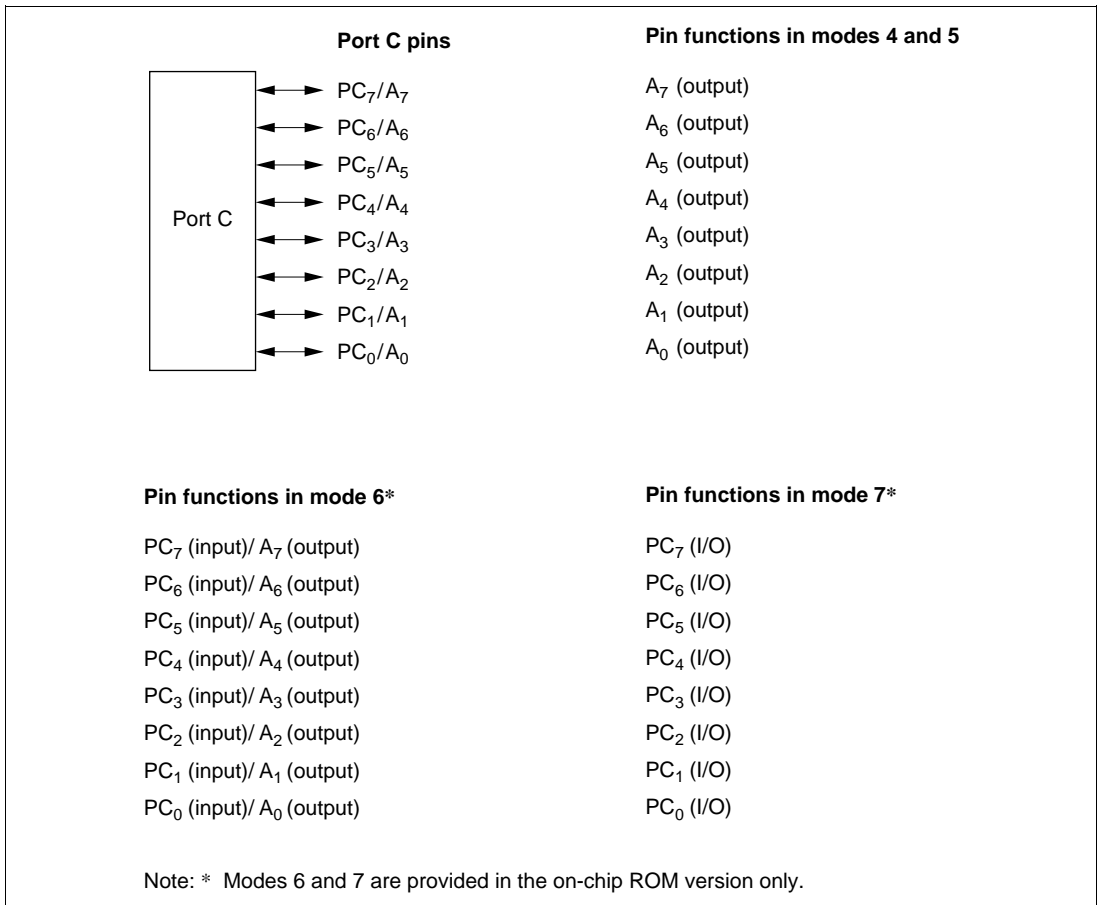 Port C pins    Pin functions in modes 4 and 5
PC₇/A₇    A₇ (output)
PC₆/A₆    A₆ (output)
PC₅/A₅    A₅ (output)
PC₄/A₄    A₄ (output)
Port C
PC₃/A₃    A₃ (output)
PC₂/A₂    A₂ (output)
PC₁/A₁    A₁ (output)
PC₀/A₀    A₀ (output)
Pin functions in mode 6*    Pin functions in mode 7*
PC₇ (input)/ A₇ (output)    PC₇ (I/O)
PC₆ (input)/ A₆ (output)    PC₆ (I/O)
PC₅ (input)/ A₅ (output)    PC₅ (I/O)
PC₄ (input)/ A₄ (output)    PC₄ (I/O)
PC₃ (input)/ A₃ (output)    PC₃ (I/O)
PC₂ (input)/ A₂ (output)    PC₂ (I/O)
PC₁ (input)/ A₁ (output)    PC₁ (I/O)
PC₀ (input)/ A₀ (output)    PC₀ (I/O)
Note: * Modes 6 and 7 are provided in the on-chip ROM version only.